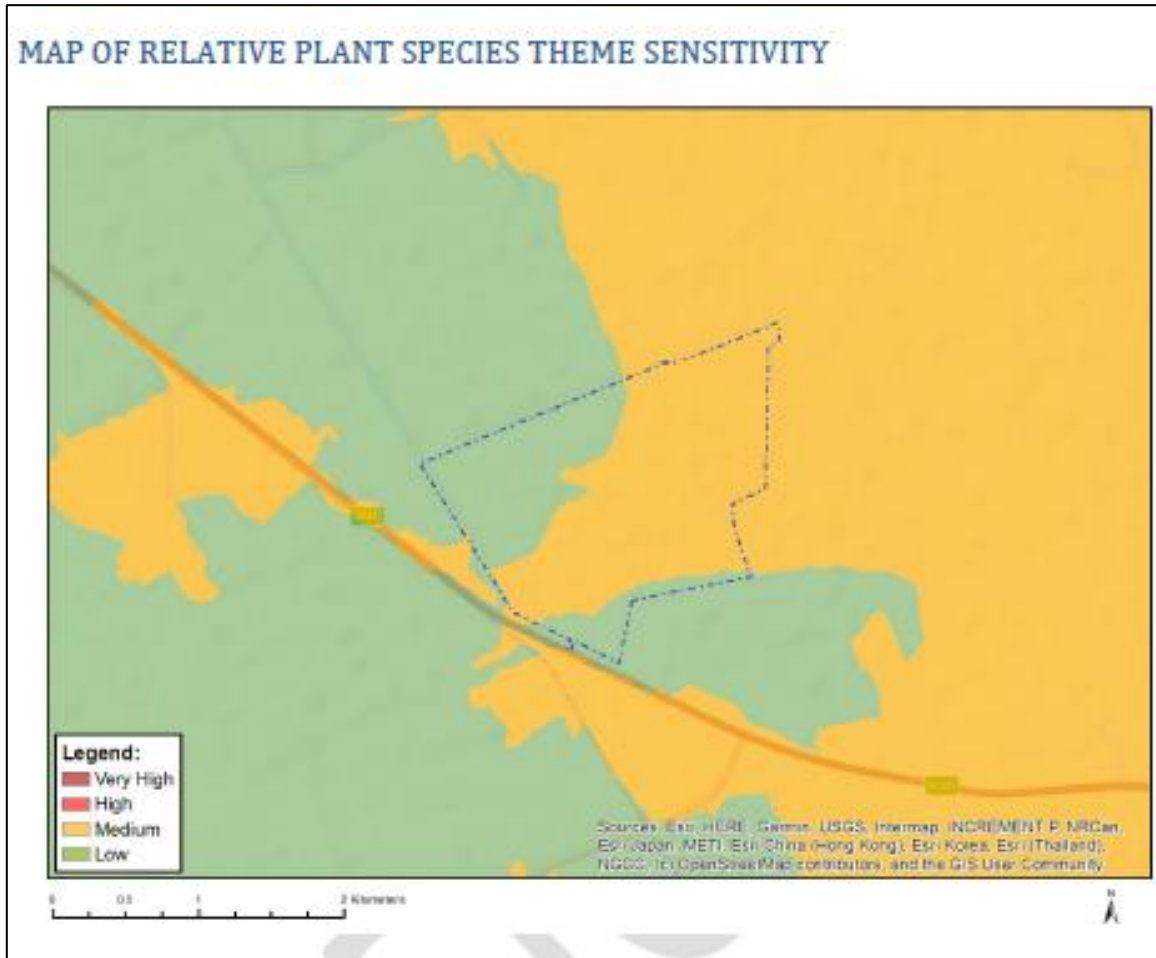 MAP OF RELATIVE PLANT SPECIES THEME SENSITIVITY
Legend:
Very High
High
Medium
Low
Sources: Esri, HERE, Garmin, USGS, Intermap, INCREMENT P, NRCan,
Esri Japan, METI, Esri China (Hong Kong), Esri Korea, Esri (Thailand),
NGCC, (c) OpenStreetMap contributors, and the GIS User Community
0 0.5 1 2 Kilometers
N